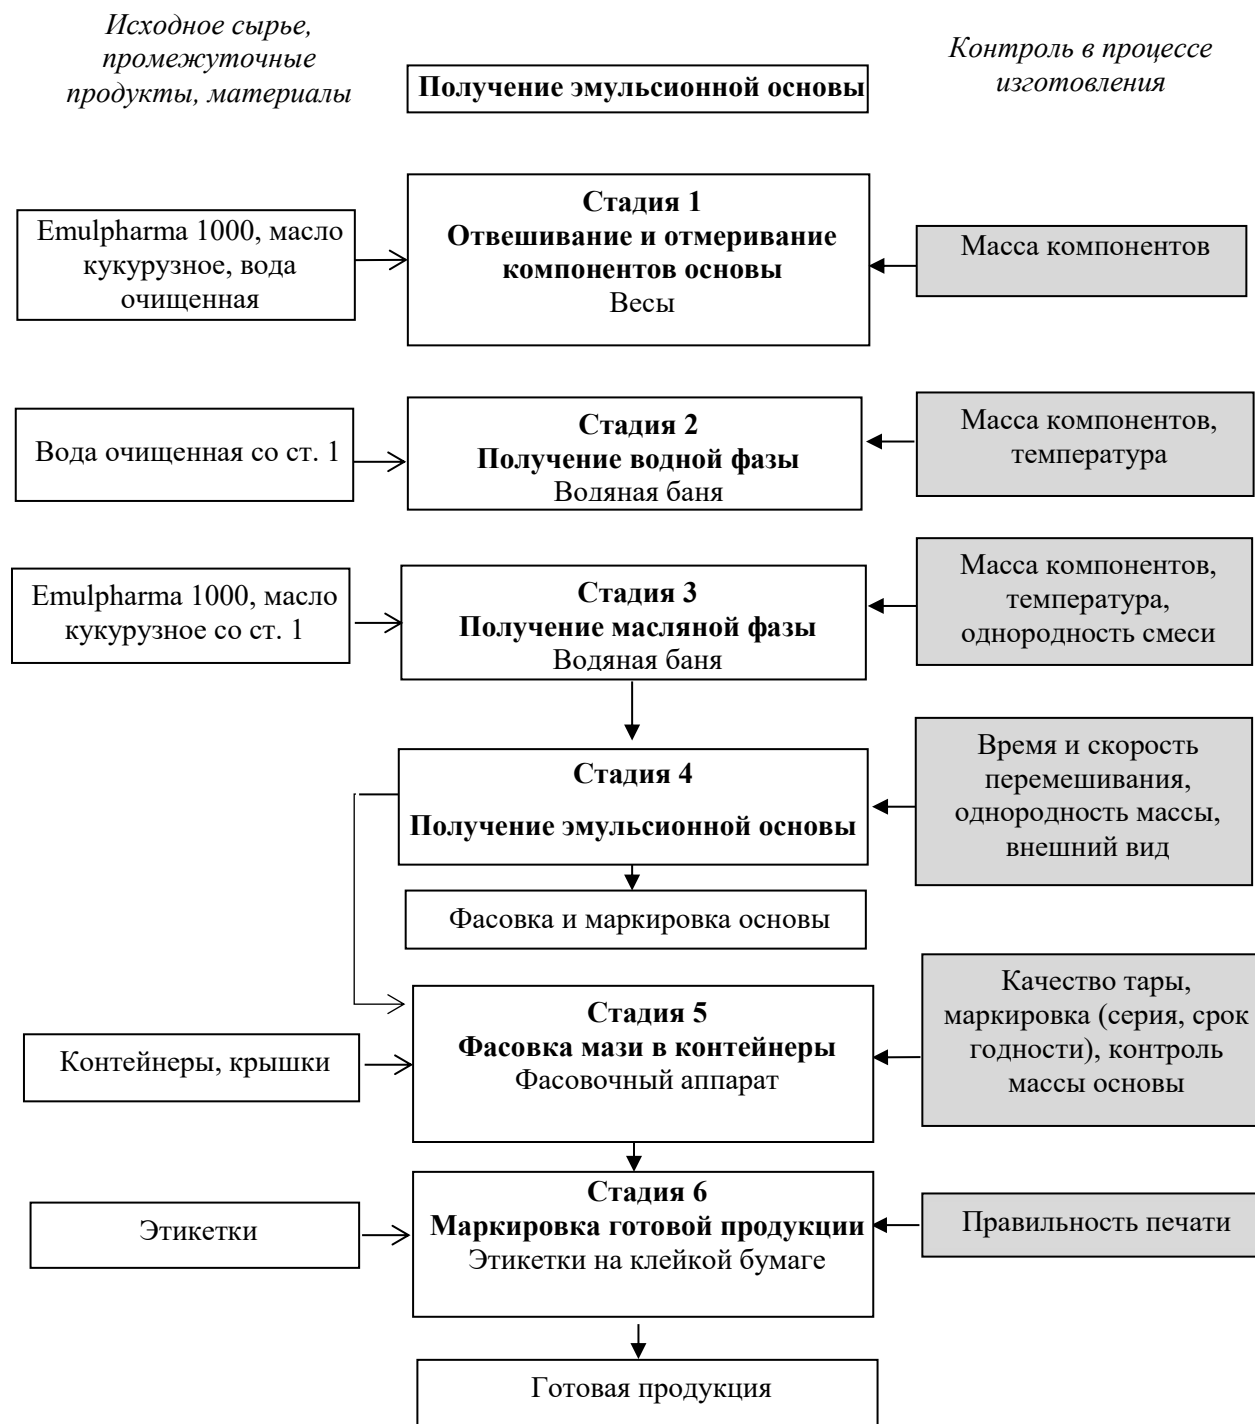 Исходное сырье,
промежуточные
продукты, материалы
Получение эмульсионной основы
Контроль в процессе
изготовления
Emulpharma 1000, масло
кукурузное, вода
очищенная
Стадия 1
Отвешивание и отмеривание
компонентов основы
Весы
Масса компонентов
Вода очищенная со ст. 1
Стадия 2
Получение водной фазы
Водяная баня
Масса компонентов,
температура
Emulpharma 1000, масло
кукурузное со ст. 1
Стадия 3
Получение масляной фазы
Водяная баня
Масса компонентов,
температура,
однородность смеси
Стадия 4
Получение эмульсионной основы
Время и скорость
перемешивания,
однородность массы,
внешний вид
Фасовка и маркировка основы
Контейнеры, крышки
Стадия 5
Фасовка мази в контейнеры
Фасовочный аппарат
Качество тары,
маркировка (серия, срок
годности), контроль
массы основы
Этикетки
Стадия 6
Маркировка готовой продукции
Этикетки на клейкой бумаге
Правильность печати
Готовая продукция